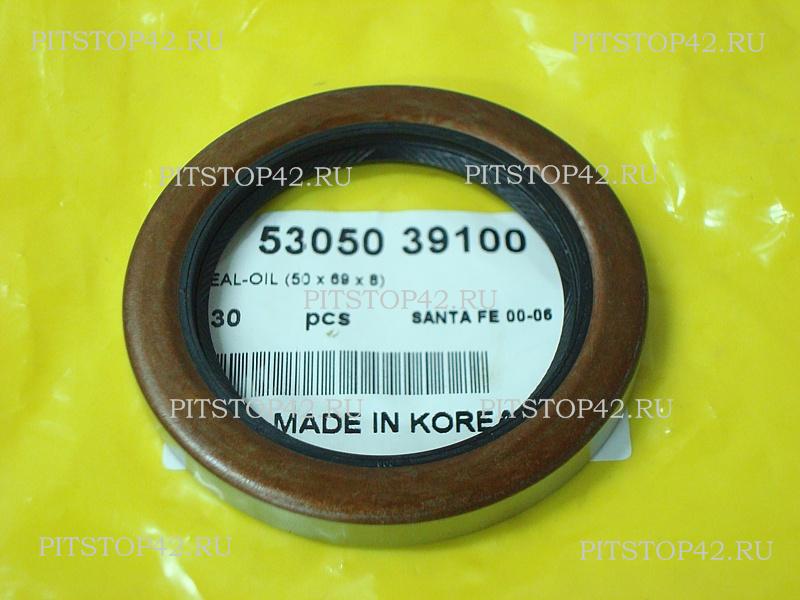 PITSTOP42.RU PITSTOP42.RU
PITSTOP42.RU PITSTOP42.RU
53050 39100
EAL-OIL (50 x 69 x 8)
PITSTOP42.RU
30 pcs SANTA FE 00-06
PITSTOP42.RU PITSTOP42.RU
MADE IN KOREA
PITSTOP42.RU PITSTOP42.RU